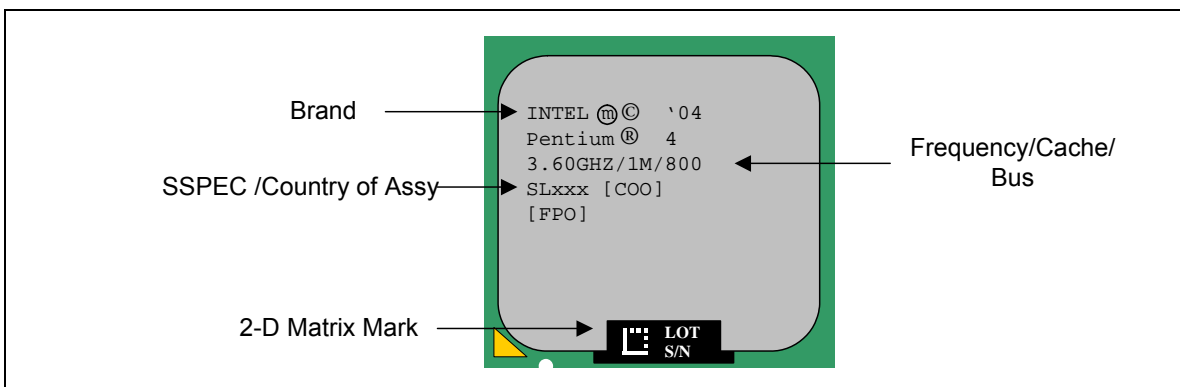 Brand
INTEL ⓜ© ‘04
Pentium® 4
3.60GHZ/1M/800
SLxxx [COO]
[FPO]
Frequency/Cache/
Bus
SSPEC /Country of Assy
2-D Matrix Mark
LOT
S/N